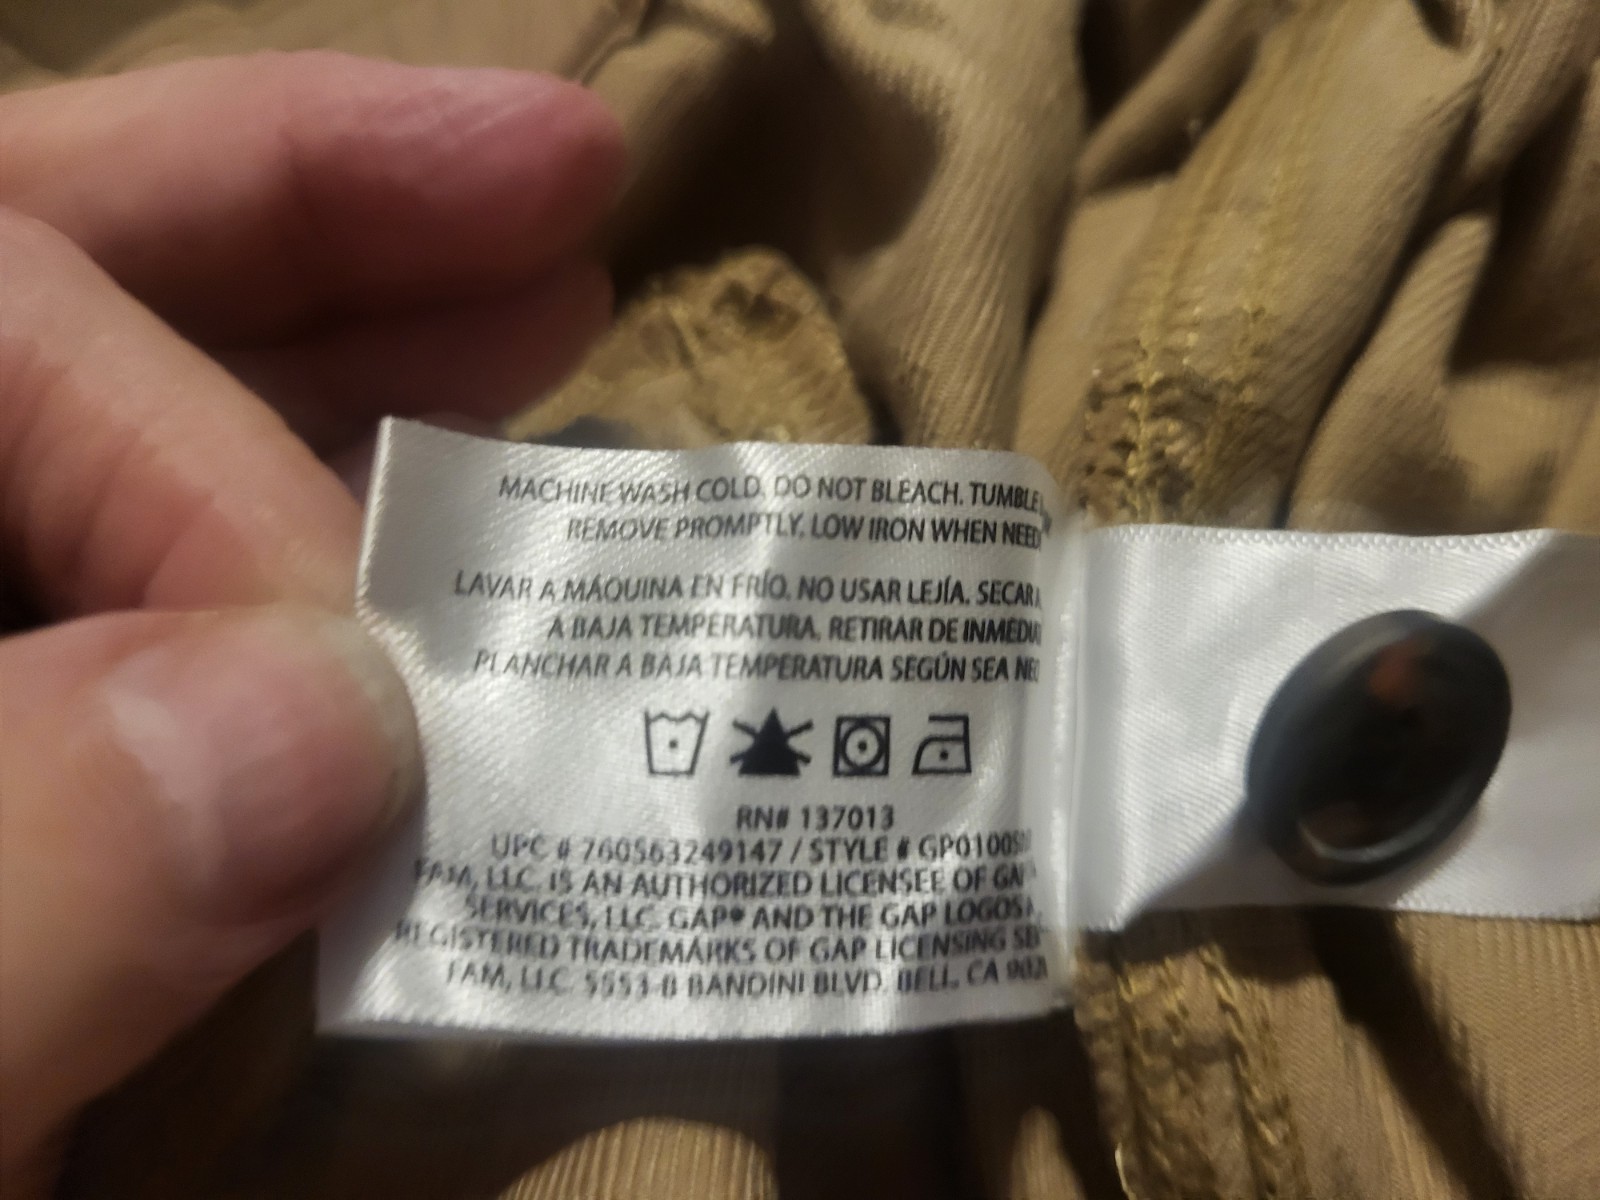 MACHINE WASH COLD. DO NOT BLEACH. TUMBLE
REMOVE PROMPTLY. LOW IRON WHEN
LAVAR A MÁQUINA EN FRÍO. NO USAR LEJÍA. SECAR
A BAJA TEMPERATURA. RETIRAR DE
PLANCHAR A BAJA TEMPERATURA SEGÚN SEA
RN# 137013
UPC # 760563249147 / STYLE #
FAM, LLC. IS AN AUTHORIZED LICENSEE OF
SERVICES, LLC. GAP® AND THE GAP LOGOS
REGISTERED TRADEMARKS OF GAP LICENSING
FAM, LLC. 5553-B BANDINI BLVD. BELL, CA